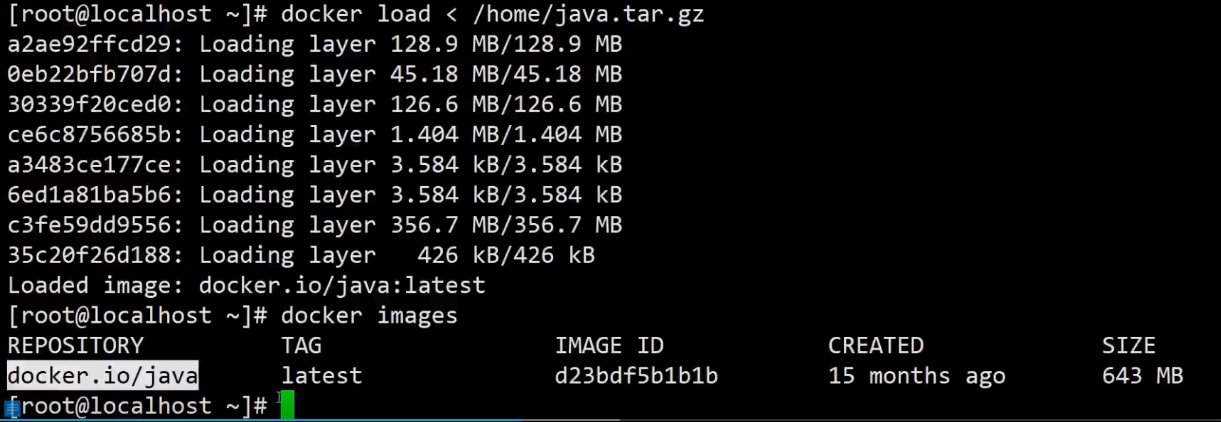 [root@localhost ~]# docker load < /home/java.tar.gz
a2ae92ffcd29: Loading layer 128.9 MB/128.9 MB
0eb22bfb707d: Loading layer 45.18 MB/45.18 MB
30339f20ced0: Loading layer 126.6 MB/126.6 MB
ce6c8756685b: Loading layer 1.404 MB/1.404 MB
a3483ce177ce: Loading layer 3.584 kB/3.584 kB
6ed1a81ba5b6: Loading layer 3.584 kB/3.584 kB
c3fe59dd9556: Loading layer 356.7 MB/356.7 MB
35c20f26d188: Loading layer   426 kB/426 kB
Loaded image: docker.io/java:latest
[root@localhost ~]# docker images
REPOSITORY          TAG                 IMAGE ID            CREATED             SIZE
docker.io/java      latest              d23bdf5b1b1b        15 months ago       643 MB
[root@localhost ~]#